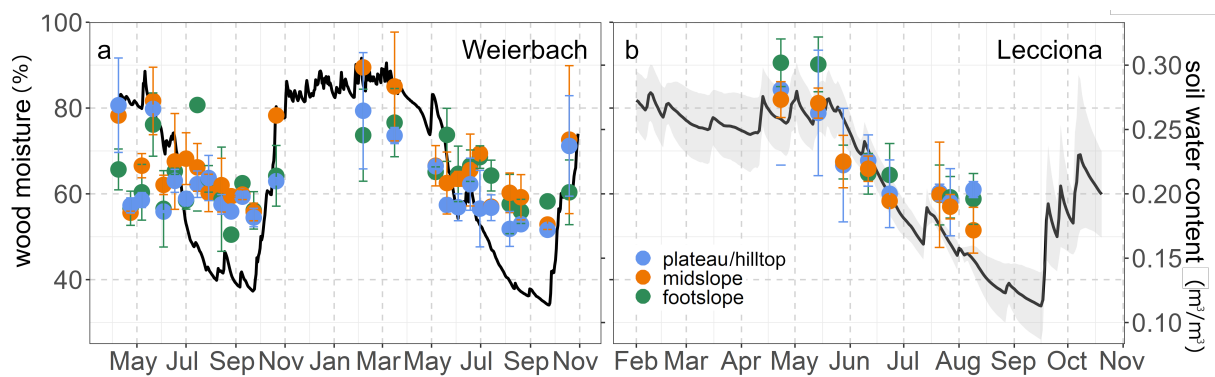 a
Weierbach
b
Lecciona
wood moisture (%)
100
80
60
40
0.30
0.25
0.20
0.15
0.10
soil water content (m³/m³)
plateau/hilltop
midslope
footslope
May Jul Sep Nov Jan Mar May Jul Sep Nov
Feb Mar Apr May Jun Jul Aug Sep Oct Nov